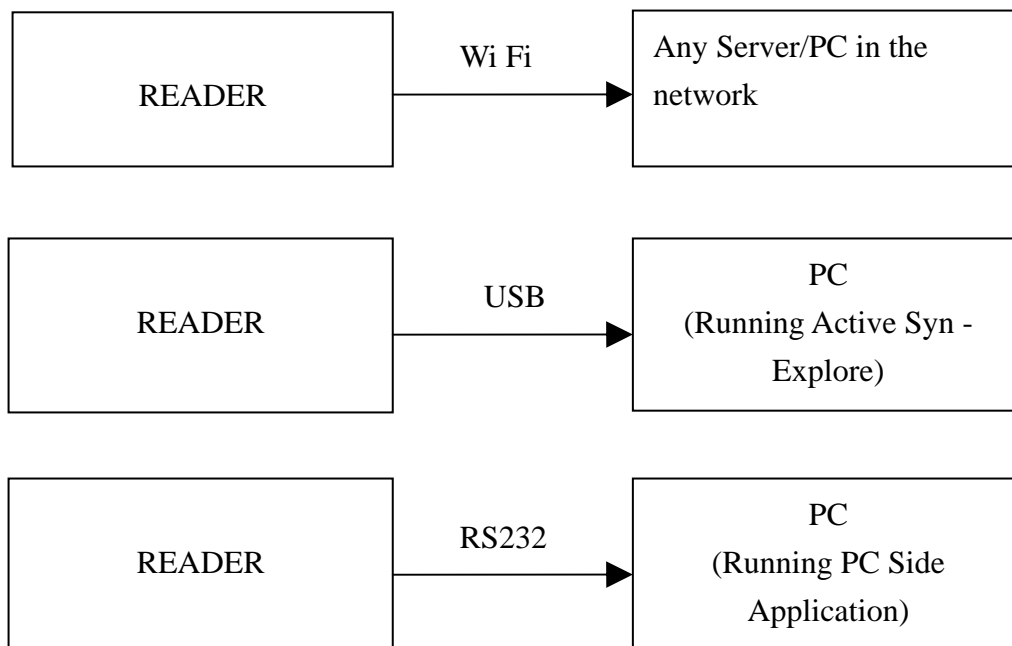 READER
Wi Fi
Any Server/PC in the
network
READER
USB
PC
(Running Active Syn -
Explore)
READER
RS232
PC
(Running PC Side
Application)